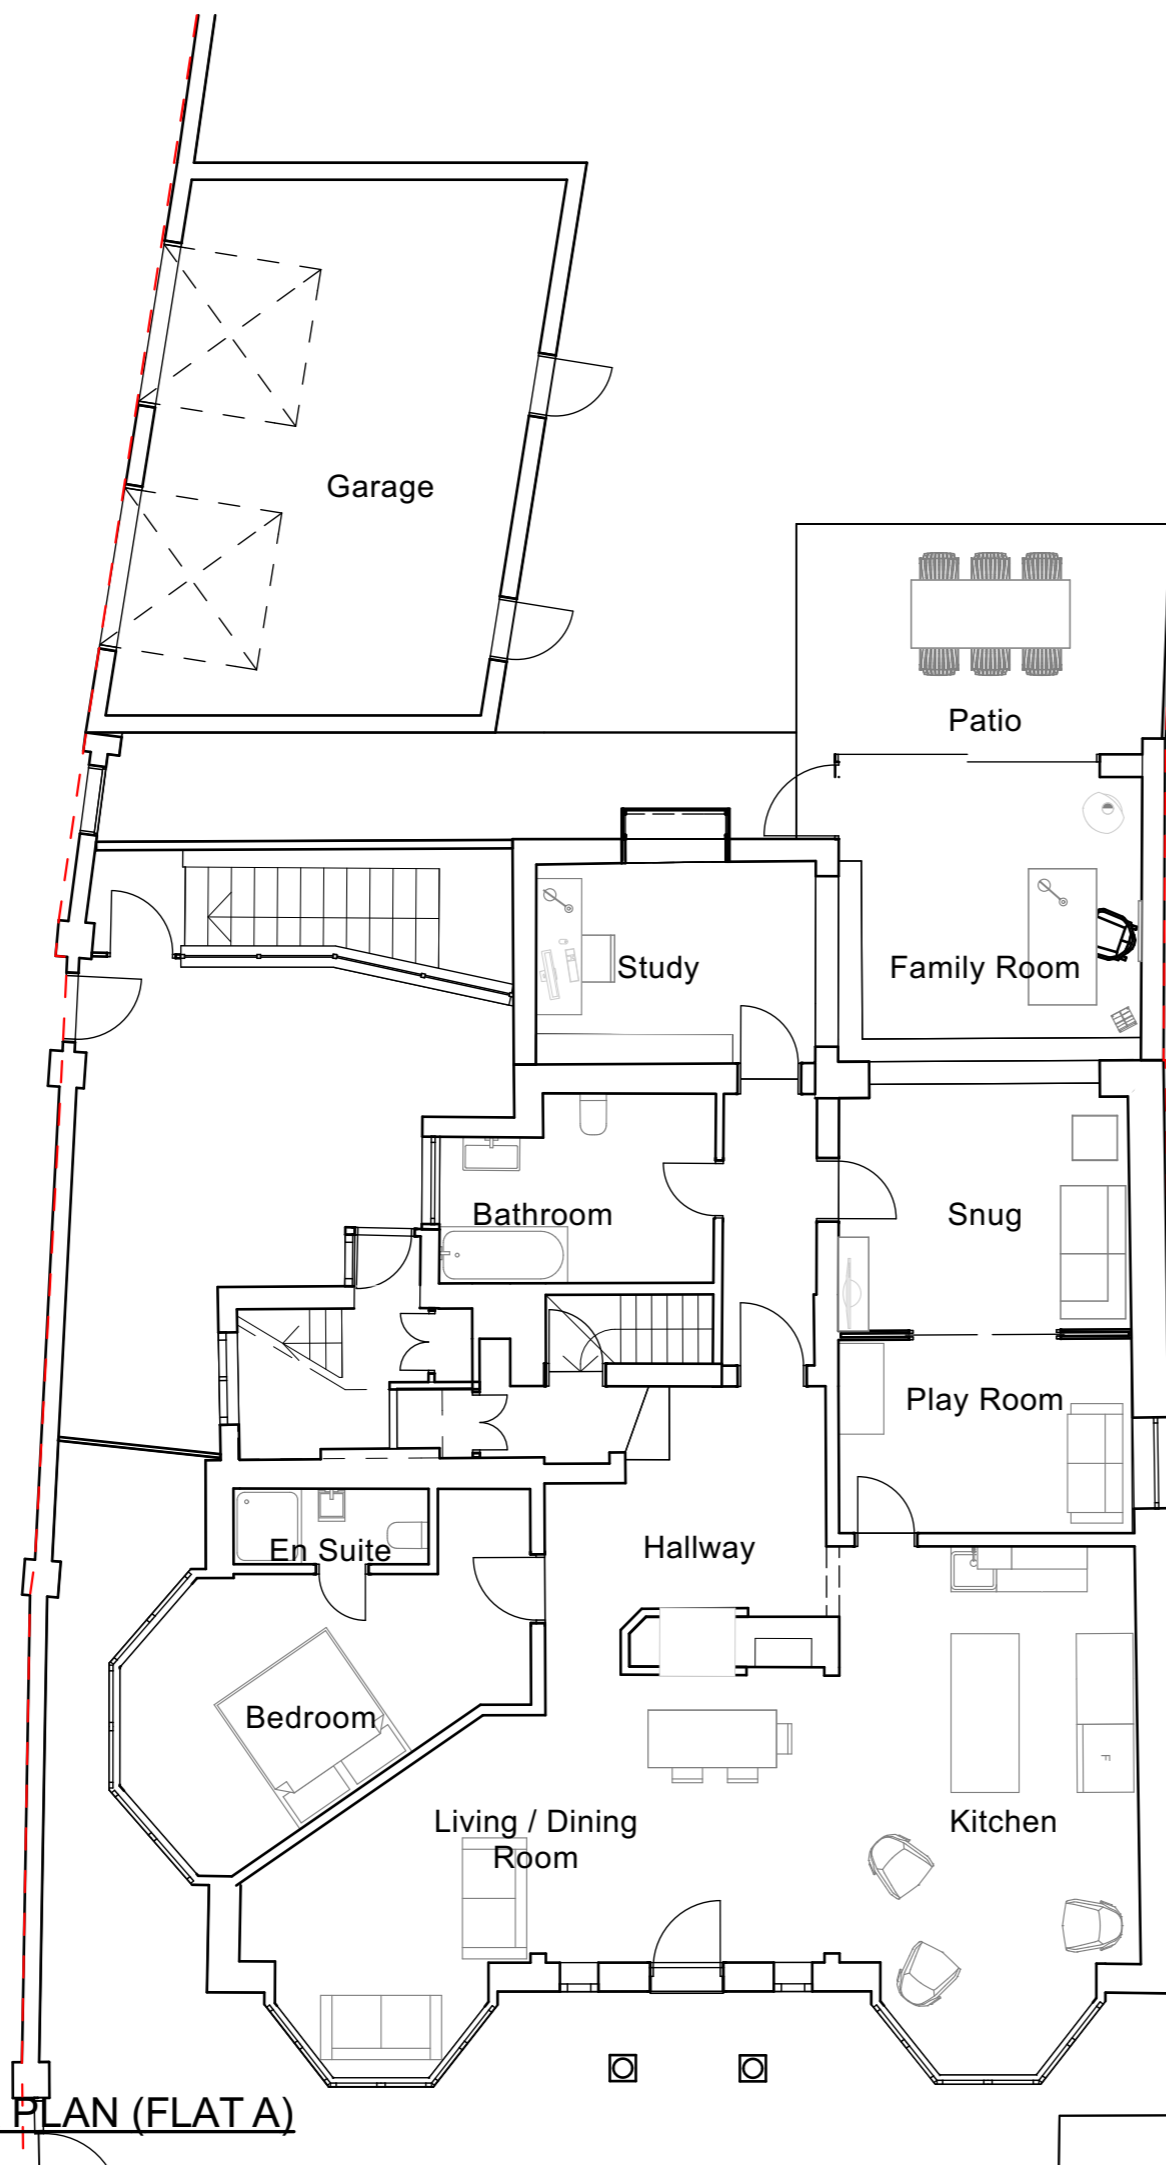 Garage
Patio
Study
Family Room
Bathroom
Snug
Play Room
En Suite
Hallway
Bedroom
F
Living / Dining
Room
Kitchen
PLAN (FLAT A)